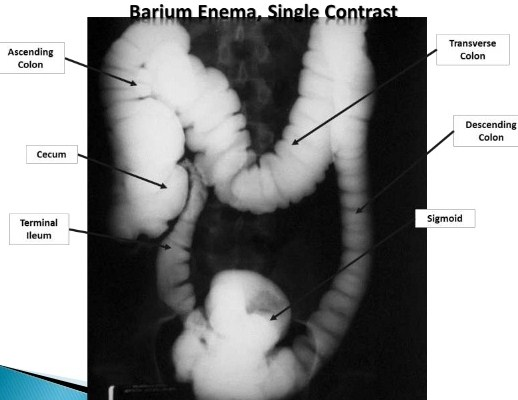 Barium Enema, Single Contrast
Ascending
Colon
Transverse
Colon
Descending
Colon
Cecum
Terminal
Ileum
Sigmoid